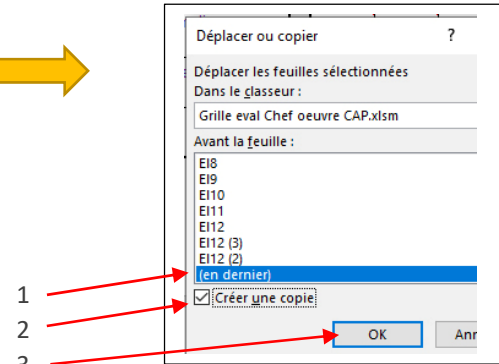 Déplacer ou copier ?
Déplacer les feuilles sélectionnées
Dans le classeur :
Grille eval Chef oeuvre CAP.xlsm
Avant la feuille :
EI8
EI9
EI10
EI11
EI12
EI12 (3)
EI12 (2)
(en dernier)
1
Créer une copie
2
OK
3